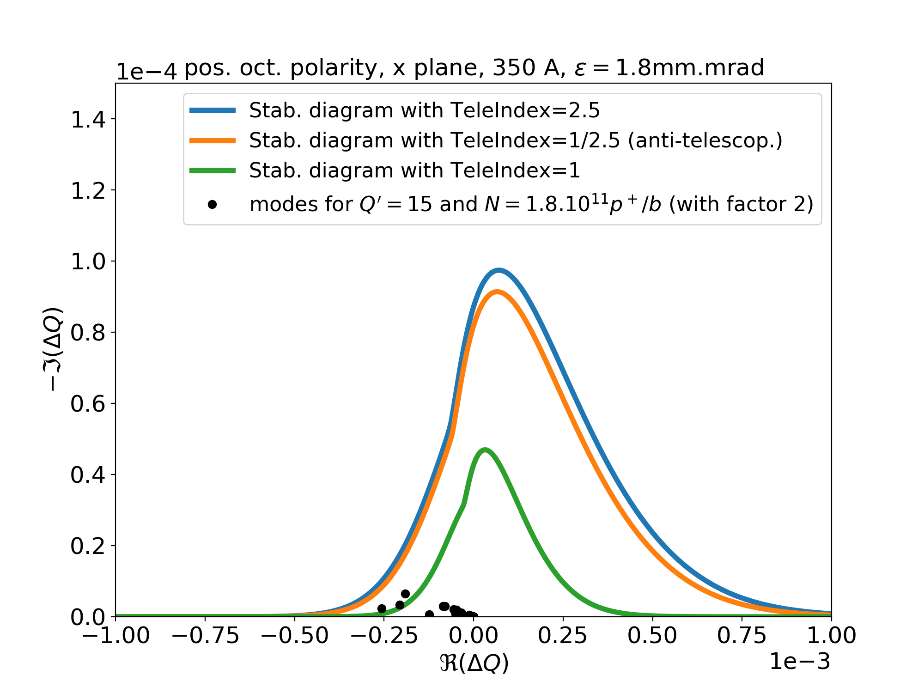 1e−4 pos. oct. polarity, x plane, 350 A, ε = 1.8mm.mrad
Stab. diagram with TeleIndex=2.5
Stab. diagram with TeleIndex=1/2.5 (anti-telescop.)
Stab. diagram with TeleIndex=1
modes for Q′ = 15 and N = 1.8.10¹¹p⁺/b (with factor 2)
1.4
1.2
1.0
0.8
0.6
0.4
0.2
0.0
−ℑ(ΔQ)
−1.00 −0.75 −0.50 −0.25 0.00 0.25 0.50 0.75 1.00
ℜ(ΔQ)
1e−3